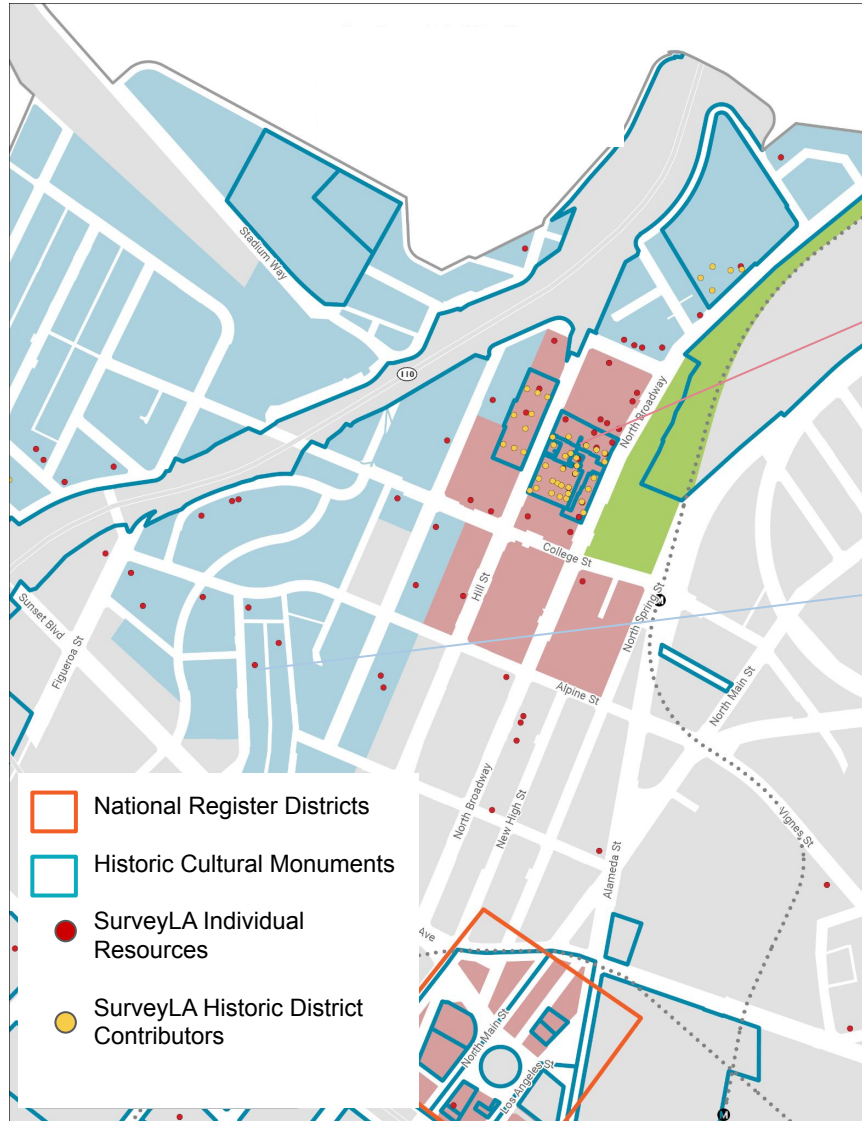 Stadium Way
110
North Broadway
College St
Hill St
North Spring St
M
Sunset Blvd
Figueroa St
Alpine St
North Main St
North Broadway
New High St
Vignes St
Alameda St
Ave
North Main St
Los Angeles St
M
National Register Districts
Historic Cultural Monuments
SurveyLA Individual
Resources
SurveyLA Historic District
Contributors